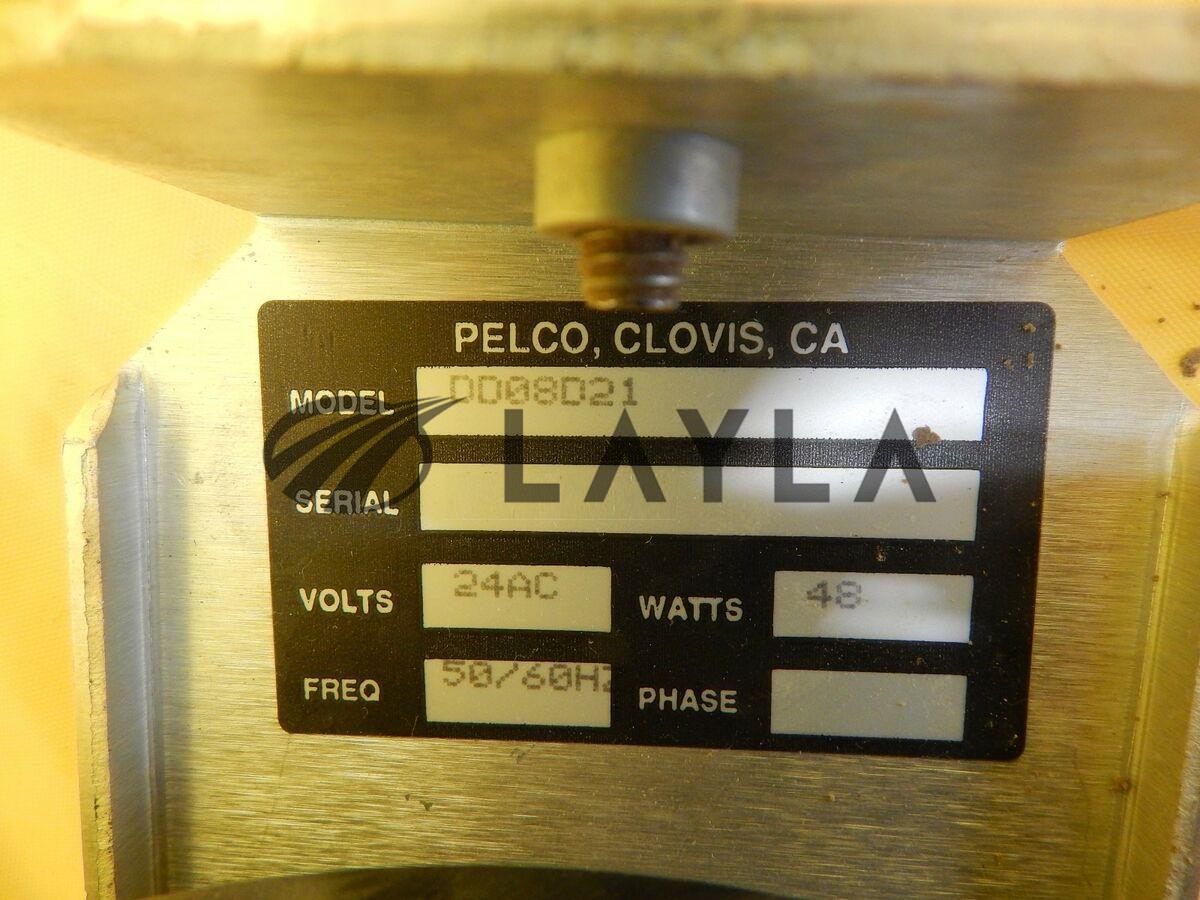 PELCO, CLOVIS, CA
MODEL DD08D21
LAYLA
SERIAL
VOLTS 24AC WATTS 48
FREQ 50/60HZ PHASE